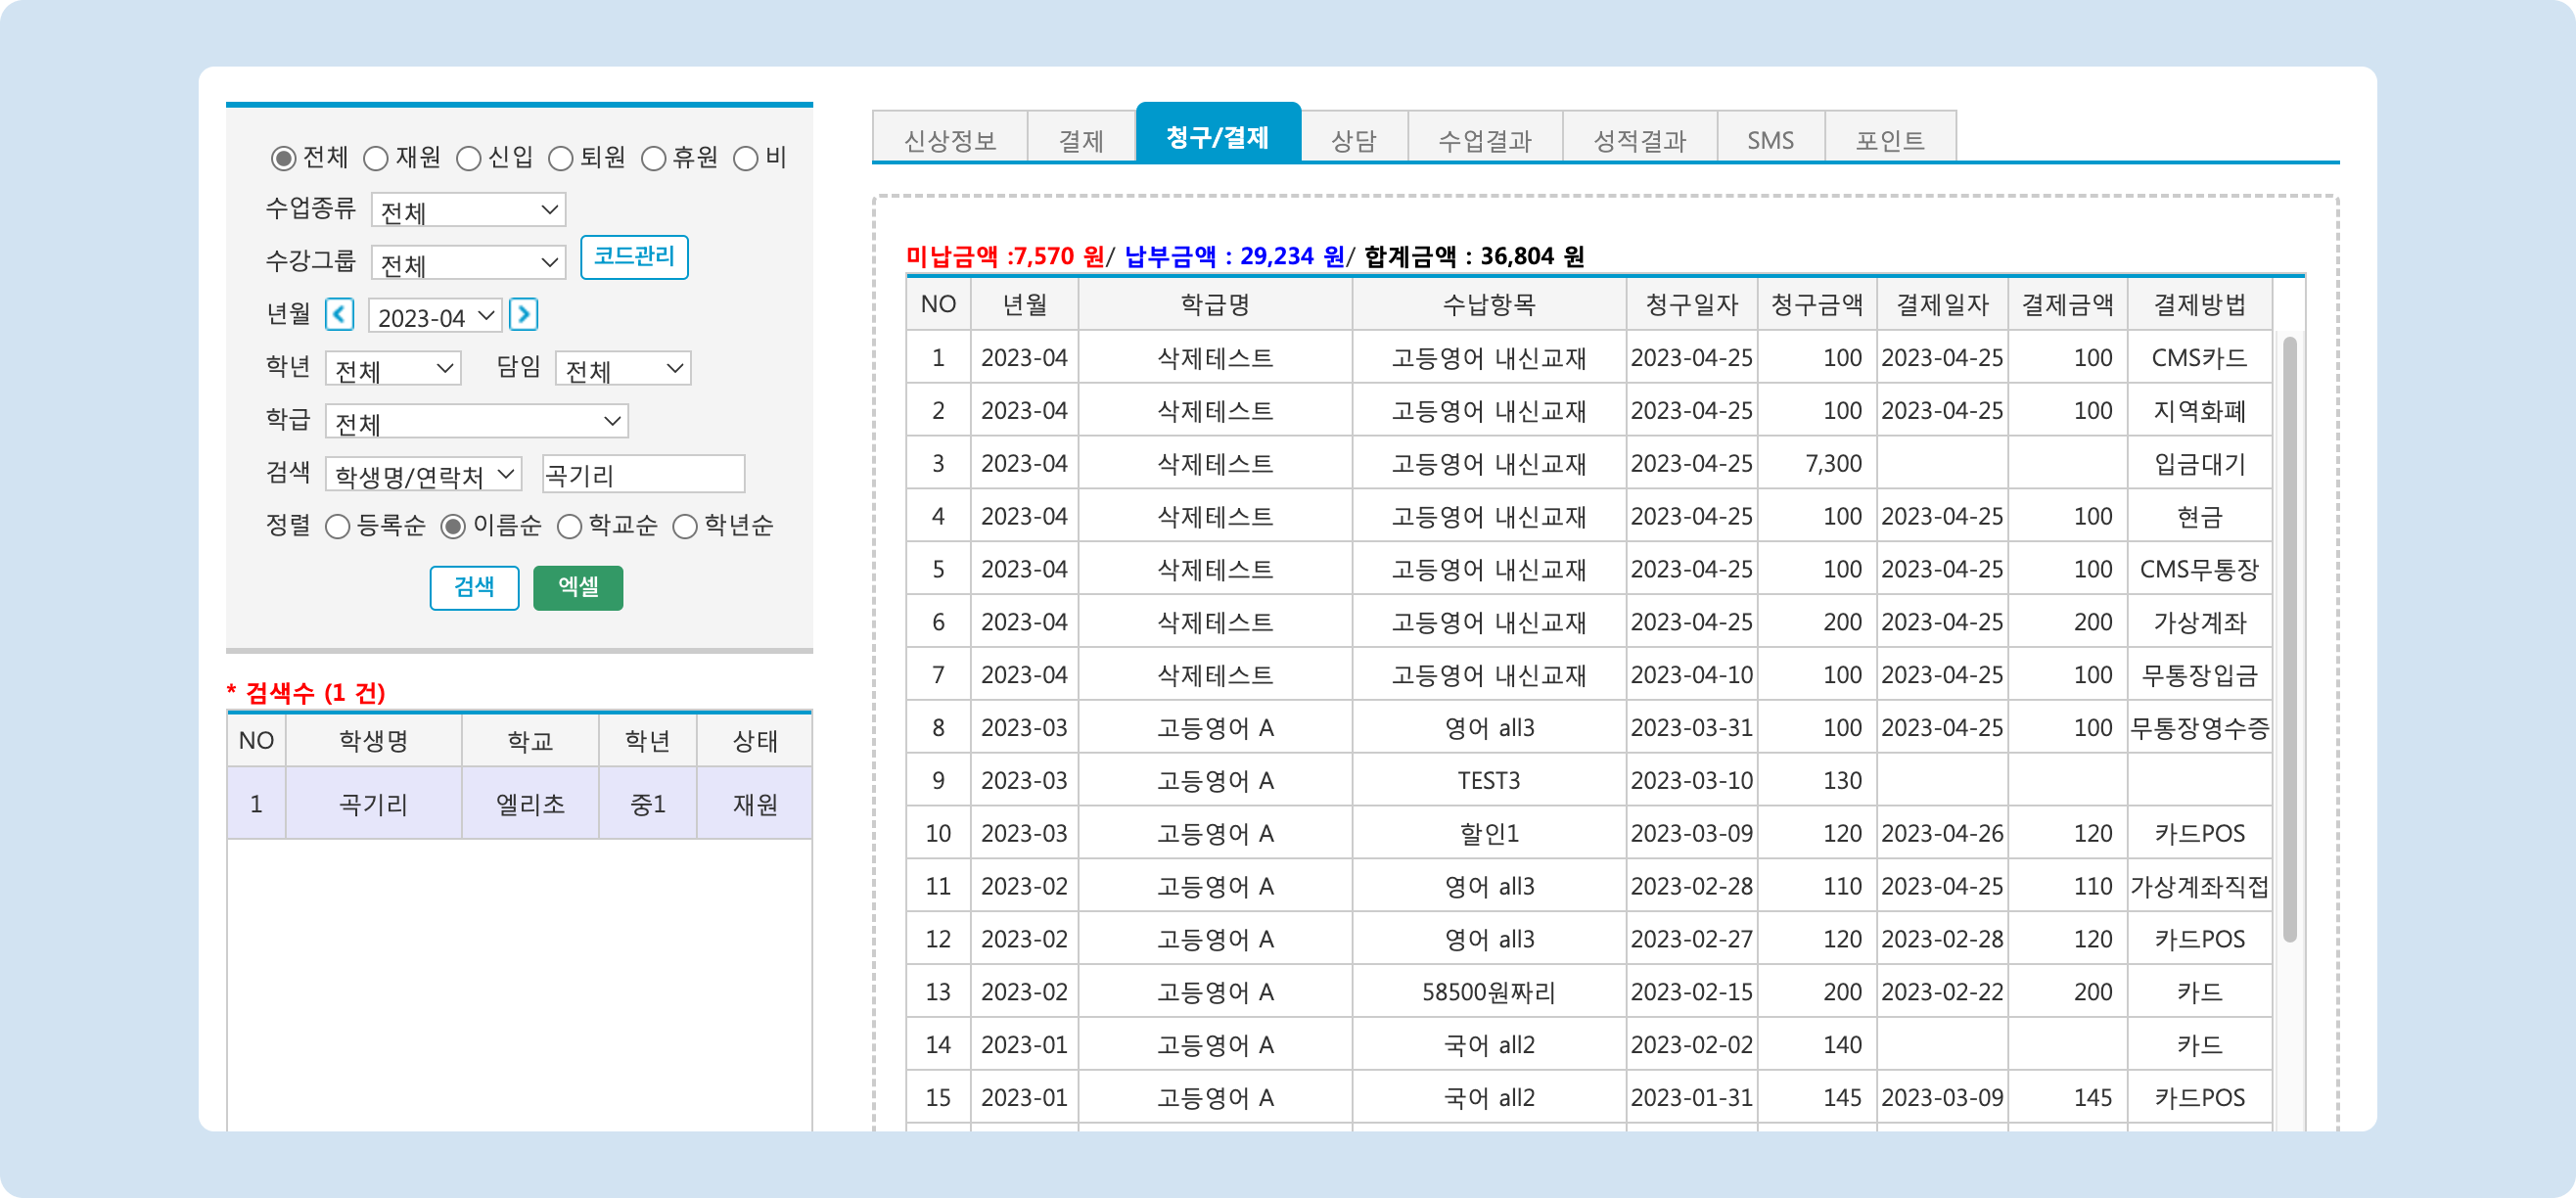 전체 재원 신입 퇴원 휴원 비
수업종류 전체
수강그룹 전체 코드관리
년월 2023-04
학년 전체 담임 전체
학급 전체
검색 학생명/연락처 곡기리
정렬 등록순 이름순 학교순 학년순
검색 엑셀
* 검색수 (1 건)
NO 학생명 학교 학년 상태
1 곡기리 엘리초 중1 재원
신상정보 결제 청구/결제 상담 수업결과 성적결과 SMS 포인트
미납금액 :7,570 원/ 납부금액 : 29,234 원/ 합계금액 : 36,804 원
NO 년월 학급명 수납항목 청구일자 청구금액 결제일자 결제금액 결제방법
1 2023-04 삭제테스트 고등영어 내신교재 2023-04-25 100 2023-04-25 100 CMS카드
2 2023-04 삭제테스트 고등영어 내신교재 2023-04-25 100 2023-04-25 100 지역화폐
3 2023-04 삭제테스트 고등영어 내신교재 2023-04-25 7,300 입금대기
4 2023-04 삭제테스트 고등영어 내신교재 2023-04-25 100 2023-04-25 100 현금
5 2023-04 삭제테스트 고등영어 내신교재 2023-04-25 100 2023-04-25 100 CMS무통장
6 2023-04 삭제테스트 고등영어 내신교재 2023-04-25 200 2023-04-25 200 가상계좌
7 2023-04 삭제테스트 고등영어 내신교재 2023-04-10 100 2023-04-25 100 무통장입금
8 2023-03 고등영어 A 영어 all3 2023-03-31 100 2023-04-25 100 무통장영수증
9 2023-03 고등영어 A TEST3 2023-03-10 130
10 2023-03 고등영어 A 할인1 2023-03-09 120 2023-04-26 120 카드POS
11 2023-02 고등영어 A 영어 all3 2023-02-28 110 2023-04-25 110 가상계좌직접
12 2023-02 고등영어 A 영어 all3 2023-02-27 120 2023-02-28 120 카드POS
13 2023-02 고등영어 A 58500원짜리 2023-02-15 200 2023-02-22 200 카드
14 2023-01 고등영어 A 국어 all2 2023-02-02 140 카드
15 2023-01 고등영어 A 국어 all2 2023-01-31 145 2023-03-09 145 카드POS